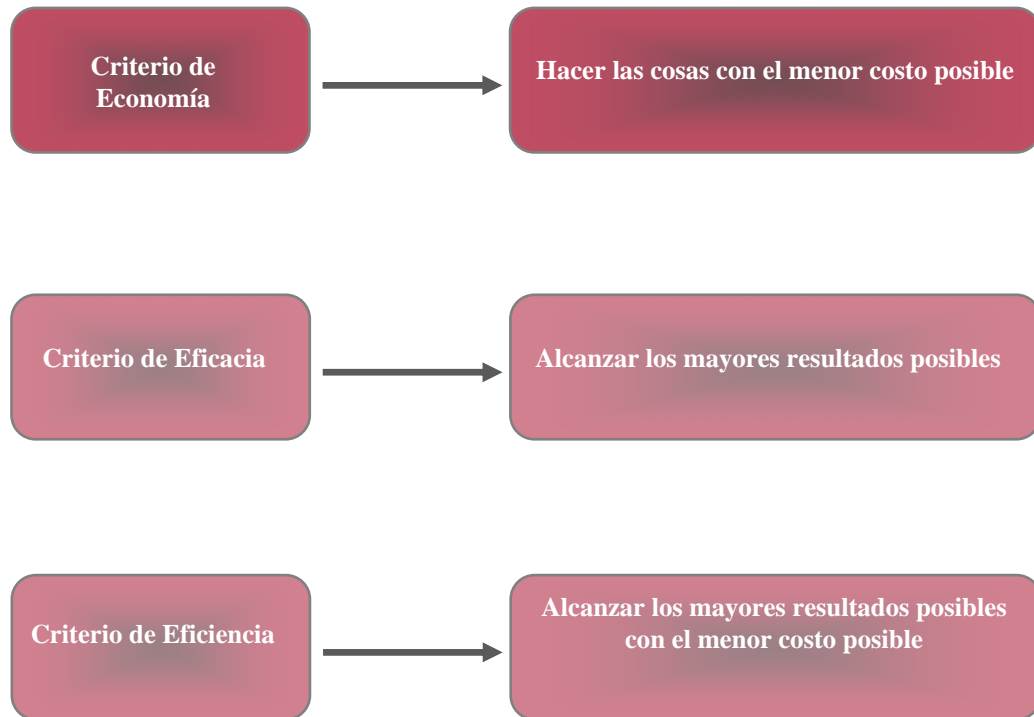 Criterio de
Economía
Hacer las cosas con el menor costo posible
Criterio de Eficacia
Alcanzar los mayores resultados posibles
Criterio de Eficiencia
Alcanzar los mayores resultados posibles
con el menor costo posible